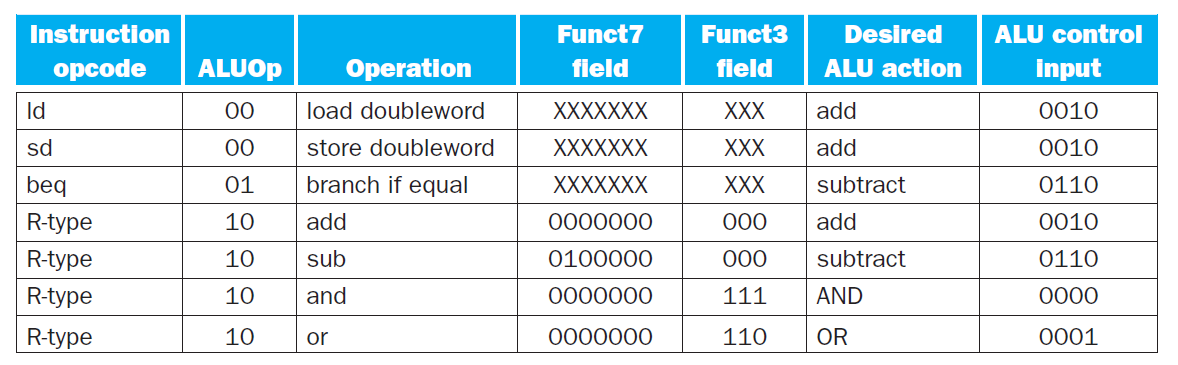 Instruction opcode ALUOp Operation Funct7 field Funct3 field Desired ALU action ALU control input
ld 00 load doubleword XXXXXXX XXX add 0010
sd 00 store doubleword XXXXXXX XXX add 0010
beq 01 branch if equal XXXXXXX XXX subtract 0110
R-type 10 add 0000000 000 add 0010
R-type 10 sub 0100000 000 subtract 0110
R-type 10 and 0000000 111 AND 0000
R-type 10 or 0000000 110 OR 0001